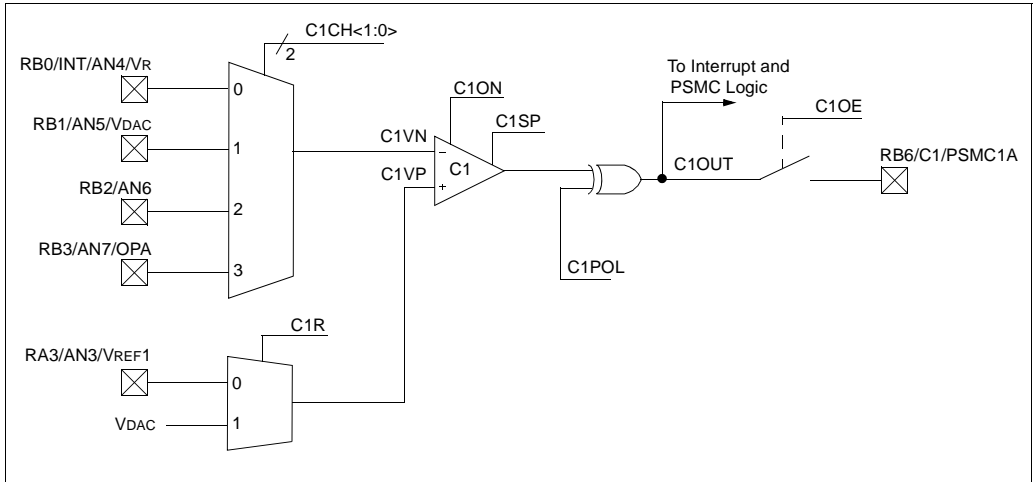 C1CH<1:0>
2
RB0/INT/AN4/VR
0
RB1/AN5/VDAC
1
RB2/AN6
2
RB3/AN7/OPA
3
C1R
RA3/AN3/VREF1
0
VDAC
1
C1ON
C1SP
C1VN
C1VP
−
+
C1
C1POL
To Interrupt and
PSMC Logic
C1OUT
C1OE
RB6/C1/PSMC1A